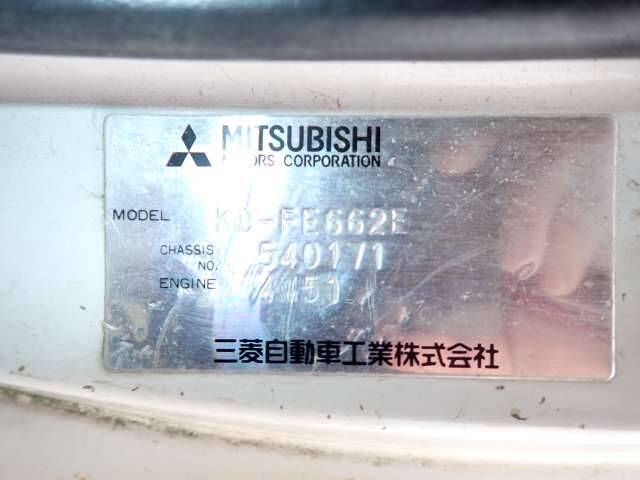 MITSUBISHI
MOTORS CORPORATION
MODEL KC-FE662E
CHASSIS NO. 540171
ENGINE
三菱自動車工業株式会社